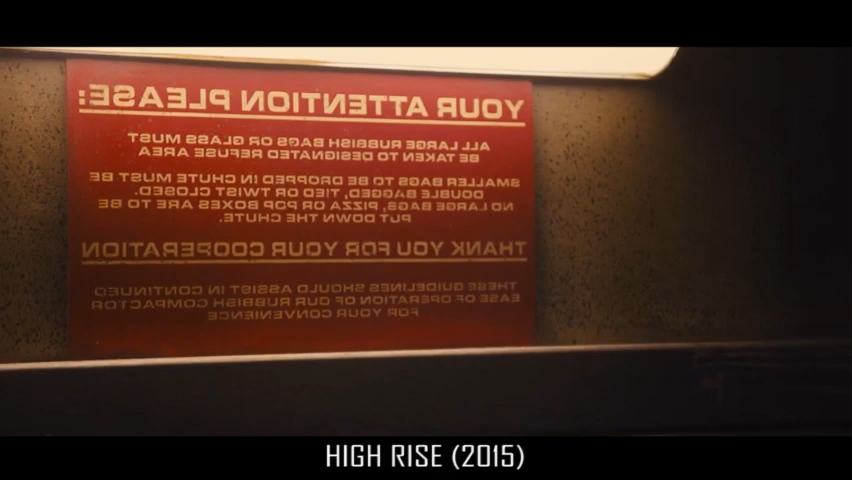 YOUR ATTENTION PLEASE:
ALL LARGE RUBBISH BAGS OR GLASS MUST
BE TAKEN TO DESIGNATED REFUSE AREA
SMALLER BAGS TO BE DROPPED IN CHUTE MUST BE
DOUBLE BAGGED, TIED OR TWIST CLOSED.
NO LARGE BAGS, PIZZA OR POP BOXES ARE TO BE
PUT DOWN THE CHUTE.
THANK YOU FOR YOUR COOPERATION
THESE GUIDELINES SHOULD ASSIST IN CONTINUED
EASE OF OPERATION OF OUR RUBBISH COMPACTOR
FOR YOUR CONVENIENCE
HIGH RISE (2015)